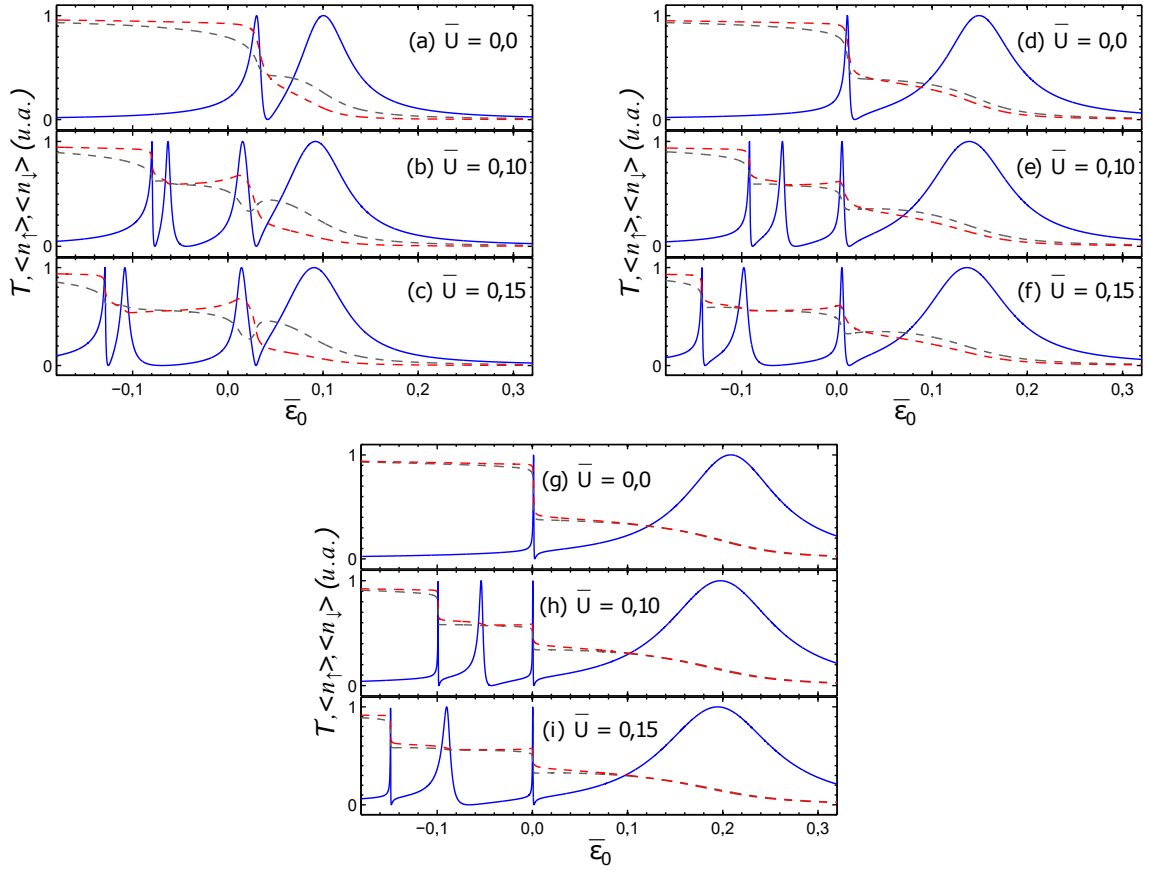 T, <n↑>, <n↓> (u.a.)
1
0
(a) U̅ = 0,0
1
0
(b) U̅ = 0,10
1
0
(c) U̅ = 0,15
−0,1 0,0 0,1 0,2 0,3
ε̅₀
T, <n↑>, <n↓> (u.a.)
1
0
(d) U̅ = 0,0
1
0
(e) U̅ = 0,10
1
0
(f) U̅ = 0,15
−0,1 0,0 0,1 0,2 0,3
ε̅₀
T, <n↑>, <n↓> (u.a.)
1
0
(g) U̅ = 0,0
1
0
(h) U̅ = 0,10
1
0
(i) U̅ = 0,15
−0,1 0,0 0,1 0,2 0,3
ε̅₀